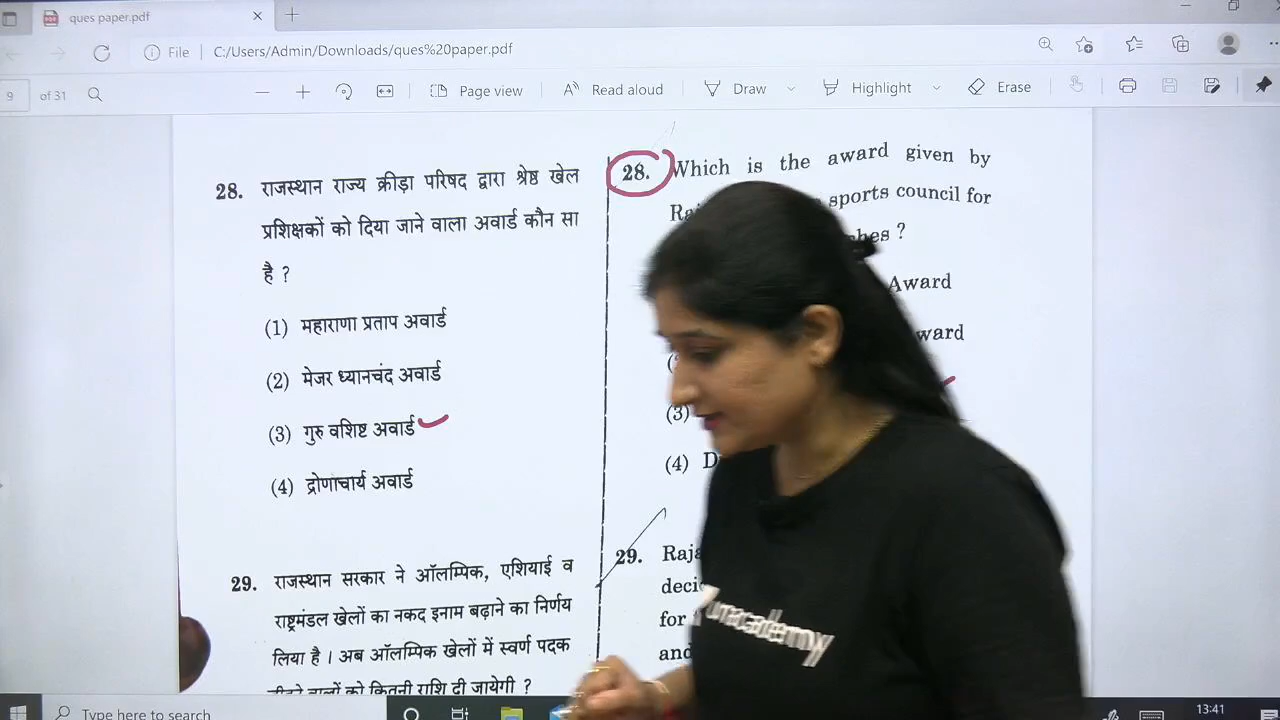 ques paper.pdf
File
C:/Users/Admin/Downloads/ques%20paper.pdf
9 of 31
Page view
Read aloud
Draw
Highlight
Erase
28. राजस्थान राज्य क्रीड़ा परिषद द्वारा श्रेष्ठ खेल
प्रशिक्षकों को दिया जाने वाला अवार्ड कौन सा
है ?
(1) महाराणा प्रताप अवार्ड
(2) मेजर ध्यानचंद अवार्ड
(3) गुरु वशिष्ट अवार्ड
(4) द्रोणाचार्य अवार्ड
29. राजस्थान सरकार ने ऑलम्पिक, एशियाई व
राष्ट्रमंडल खेलों का नकद इनाम बढ़ाने का निर्णय
लिया है । अब ऑलम्पिक खेलों में स्वर्ण पदक
वालों को कितनी राशि दी जायेगी ?
28. Which is the award given by
sports council for
?
Award
(3)
(4)
29.
for
and
unacademy
Type here to search
13:41